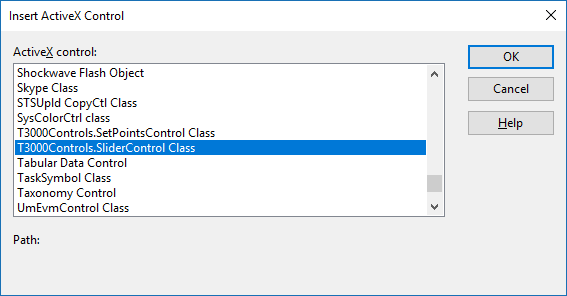 Insert ActiveX Control
ActiveX control:
Shockwave Flash Object
Skype Class
STSUpld CopyCtl Class
SysColorCtrl class
T3000Controls.SetPointsControl Class
T3000Controls.SliderControl Class
Tabular Data Control
TaskSymbol Class
Taxonomy Control
UmEvmControl Class
OK
Cancel
Help
Path: